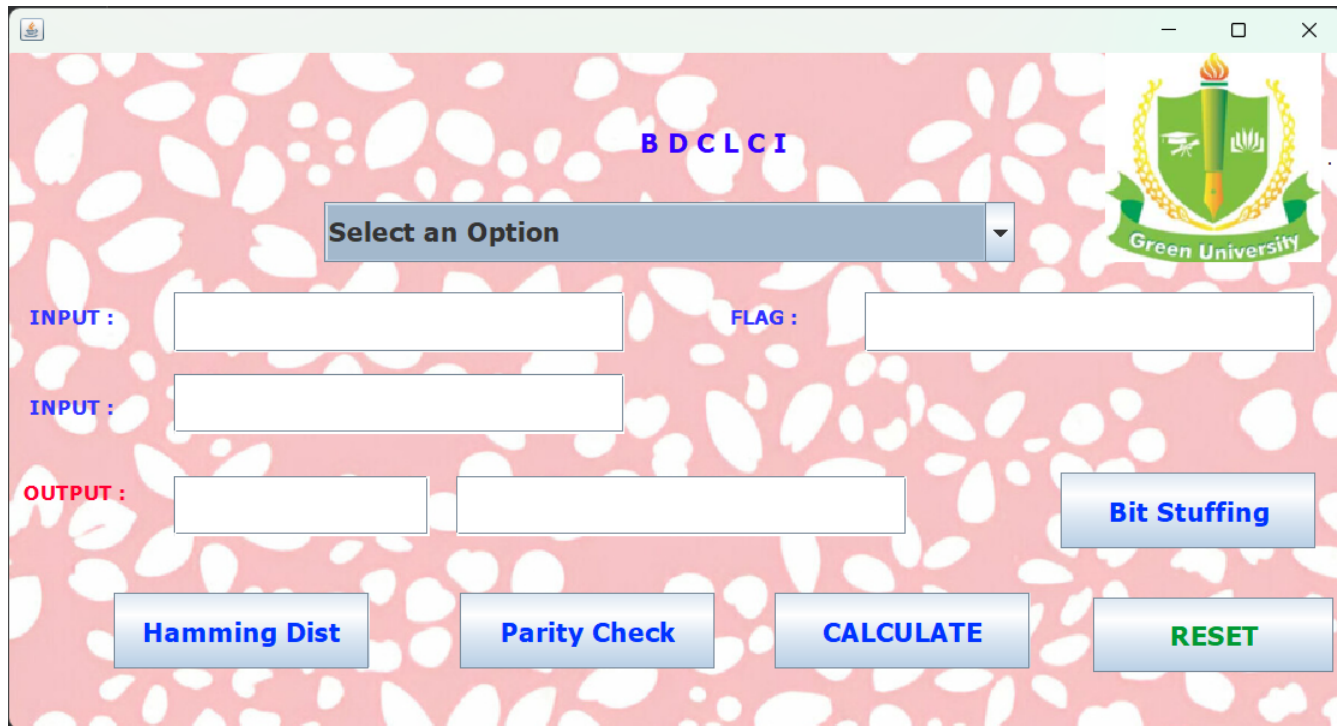 B D C L C I
Select an Option
Green University
INPUT :
FLAG :
INPUT :
OUTPUT :
Bit Stuffing
Hamming Dist
Parity Check
CALCULATE
RESET